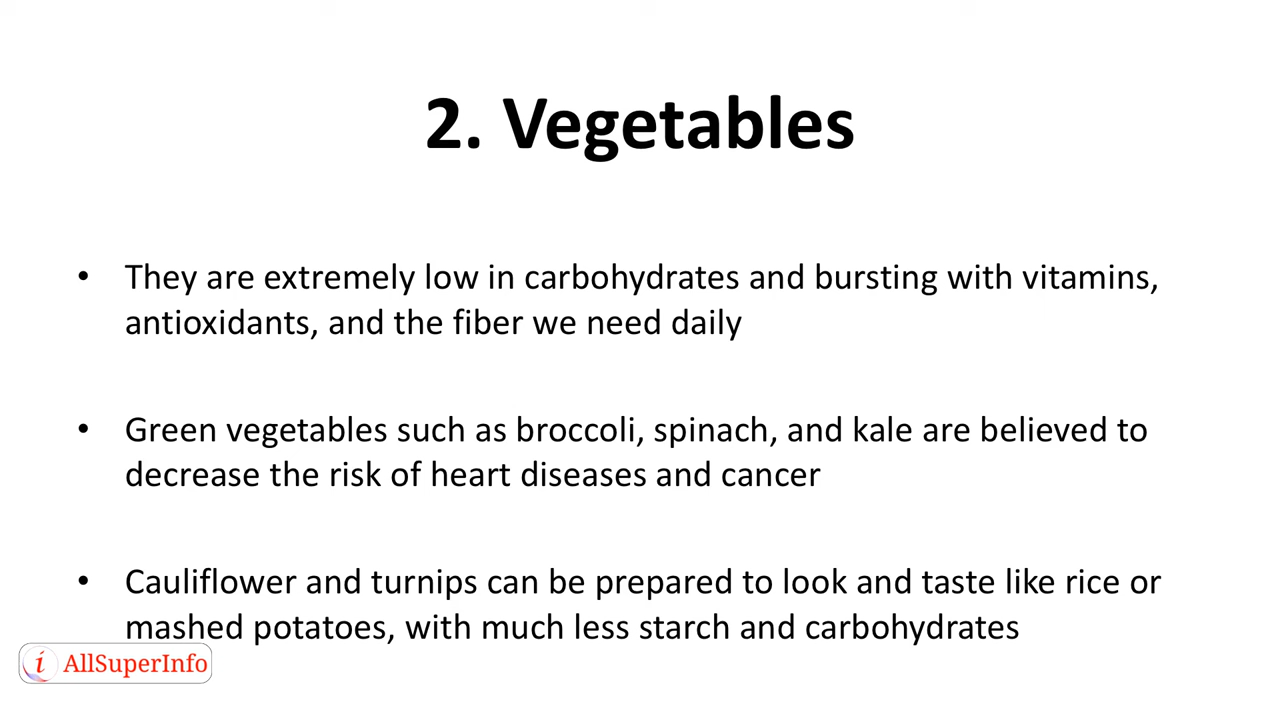 2. Vegetables
• They are extremely low in carbohydrates and bursting with vitamins,
antioxidants, and the fiber we need daily
• Green vegetables such as broccoli, spinach, and kale are believed to
decrease the risk of heart diseases and cancer
• Cauliflower and turnips can be prepared to look and taste like rice or
mashed potatoes, with much less starch and carbohydrates
i AllSuperInfo